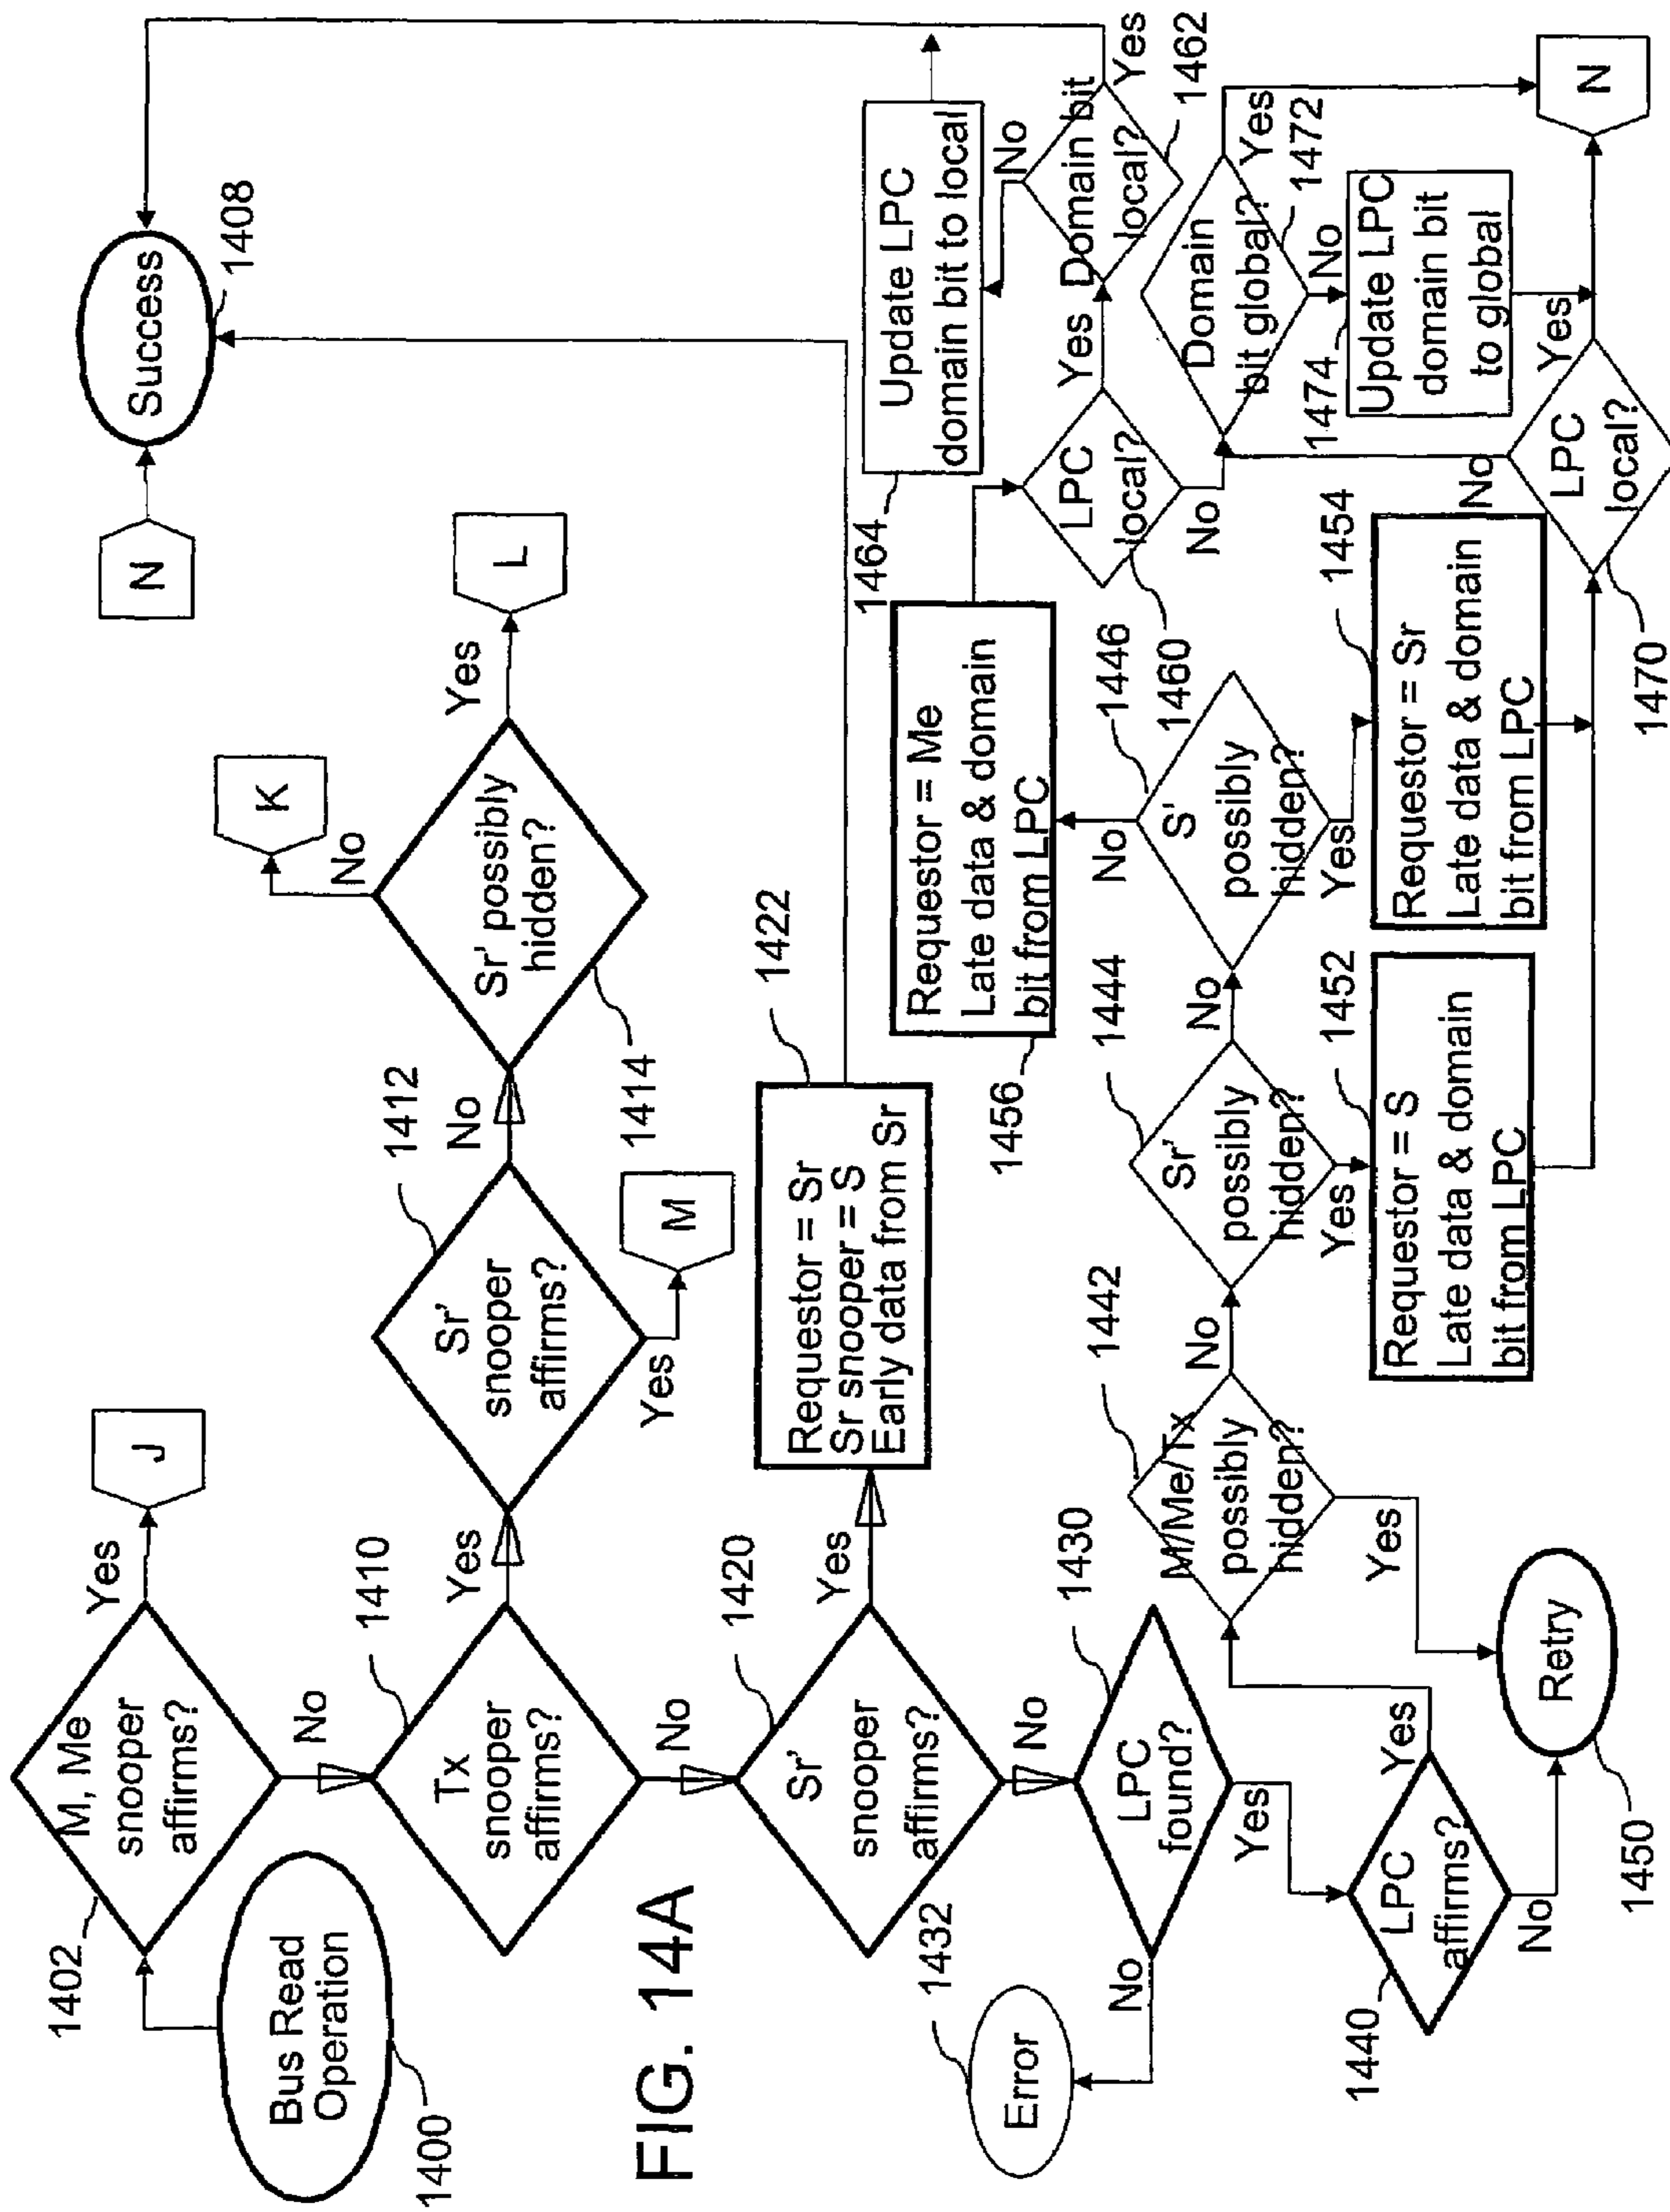 Bus Read
Operation
1400
1402
M, Me
snooper
affirms?
Yes
J
No
1410
Tx
snooper
affirms?
Yes
1412
Sr'
snooper
affirms?
Yes
M
No
1414
Sr' possibly
hidden?
No
K
Yes
L
N
Success
1408
No
1420
Sr'
snooper
affirms?
Yes
1422
Requestor = Sr
Sr snooper = S
Early data from Sr
No
1430
LPC
found?
No
1432
Error
Yes
1440
LPC
affirms?
No
1450
Retry
Yes
1442
M/Me/Tx
possibly
hidden?
Yes
No
1444
Sr'
possibly
hidden?
Yes
1452
Requestor = S
Late data & domain
bit from LPC
No
1446
S'
possibly
hidden?
Yes
1454
Requestor = Sr
Late data & domain
bit from LPC
No
1456
Requestor = Me
Late data & domain
bit from LPC
1460
LPC
local?
Yes
No
1462
Domain bit
local?
Yes
No
1464
Update LPC
domain bit to local
1470
LPC
local?
Yes
No
1472
Domain
bit global?
Yes
No
1474
Update LPC
domain bit
to global
N
FIG. 14A